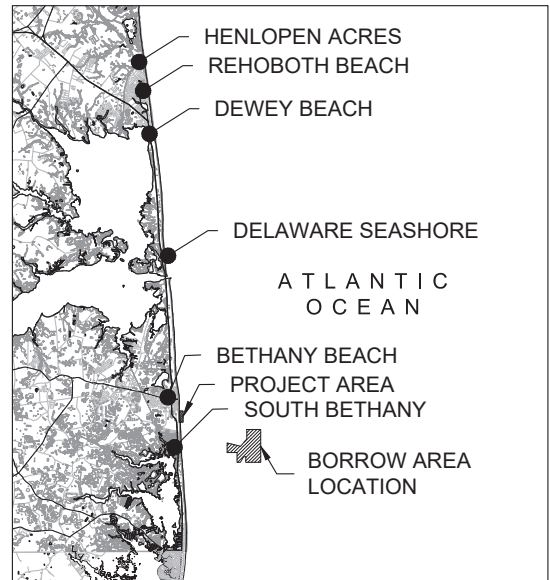 HENLOPEN ACRES
REHOBOTH BEACH
DEWEY BEACH
DELAWARE SEASHORE
ATLANTIC
OCEAN
BETHANY BEACH
PROJECT AREA
SOUTH BETHANY
BORROW AREA
LOCATION